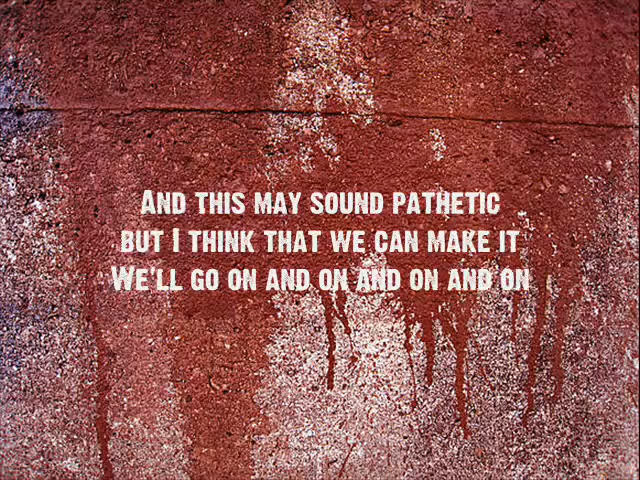 And this may sound pathetic
but I think that we can make it
We'll go on and on and on and on